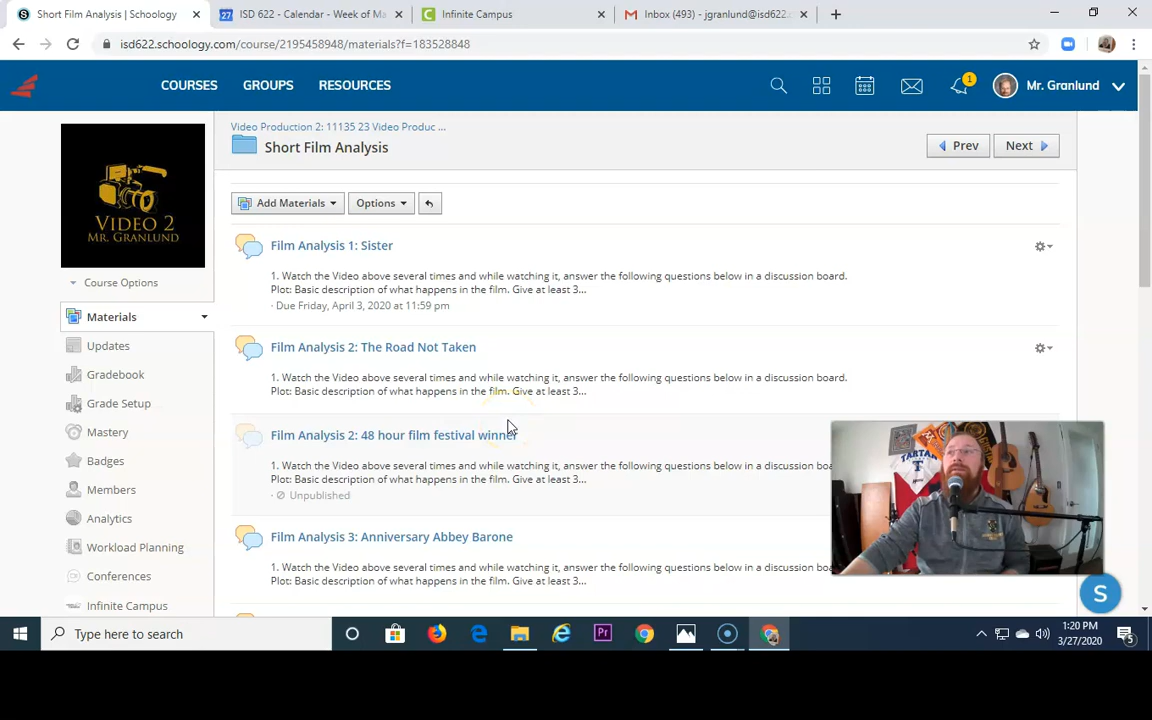 Short Film Analysis | Schoology
ISD 622 - Calendar - Week of Ma
Infinite Campus
Inbox (493) - jgranlund@isd622.c
isd622.schoology.com/course/2195458948/materials?f=183528848
COURSES
GROUPS
RESOURCES
1
Mr. Granlund
Video Production 2: 11135 23 Video Produc ...
Short Film Analysis
Prev
Next
VIDEO 2
MR. GRANLUND
Add Materials
Options
Course Options
Materials
Updates
Gradebook
Grade Setup
Mastery
Badges
Members
Analytics
Workload Planning
Conferences
Infinite Campus
Film Analysis 1: Sister
1. Watch the Video above several times and while watching it, answer the following questions below in a discussion board.
Plot: Basic description of what happens in the film. Give at least 3...
· Due Friday, April 3, 2020 at 11:59 pm
Film Analysis 2: The Road Not Taken
1. Watch the Video above several times and while watching it, answer the following questions below in a discussion board.
Plot: Basic description of what happens in the film. Give at least 3...
Film Analysis 2: 48 hour film festival winner
1. Watch the Video above several times and while watching it, answer the following questions below in a discussion boa
Plot: Basic description of what happens in the film. Give at least 3...
· Unpublished
Film Analysis 3: Anniversary Abbey Barone
1. Watch the Video above several times and while watching it, answer the following questions below in a discussion boa
Plot: Basic description of what happens in the film. Give at least 3...
TARTAN
S
Type here to search
Pr
1:20 PM
3/27/2020
5